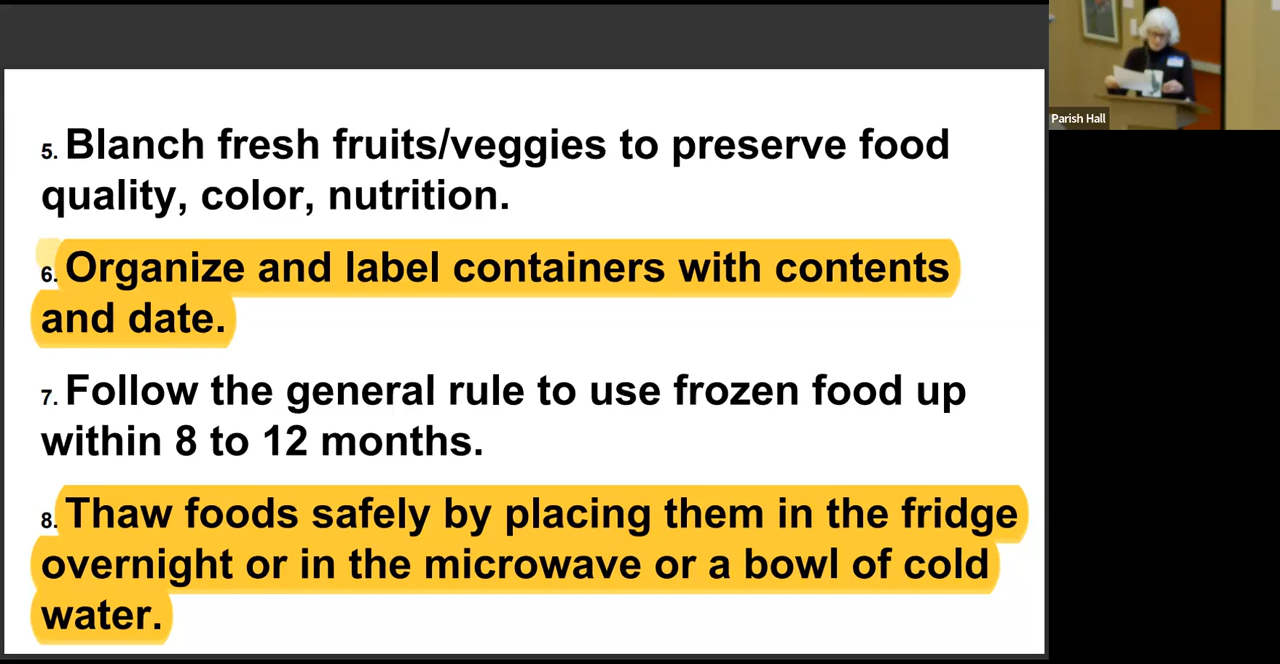 5. Blanch fresh fruits/veggies to preserve food
quality, color, nutrition.
6. Organize and label containers with contents
and date.
7. Follow the general rule to use frozen food up
within 8 to 12 months.
8. Thaw foods safely by placing them in the fridge
overnight or in the microwave or a bowl of cold
water.
Parish Hall